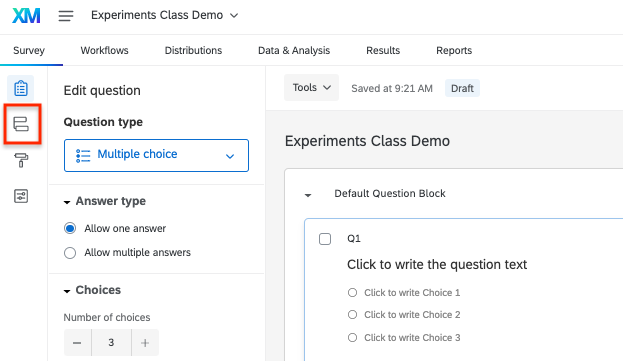 XM Experiments Class Demo
Survey Workflows Distributions Data & Analysis Results Reports
Edit question
Question type
Multiple choice
Answer type
Allow one answer
Allow multiple answers
Choices
Number of choices
− 3 +
Tools Saved at 9:21 AM Draft
Experiments Class Demo
Default Question Block
Q1
Click to write the question text
Click to write Choice 1
Click to write Choice 2
Click to write Choice 3